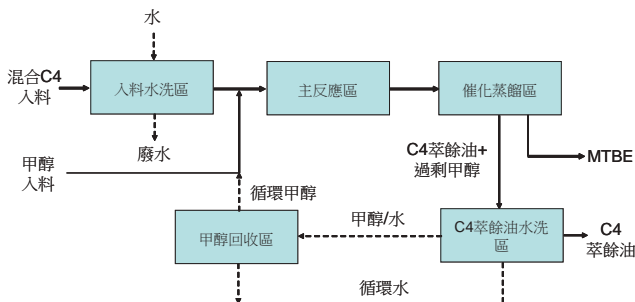 水
混合C4
入料
入料水洗區
主反應區
催化蒸餾區
廢水
甲醇
入料
C4萃餘油+
過剩甲醇
MTBE
循環甲醇
甲醇/水
甲醇回收區
C4萃餘油水洗
區
C4
萃餘油
循環水